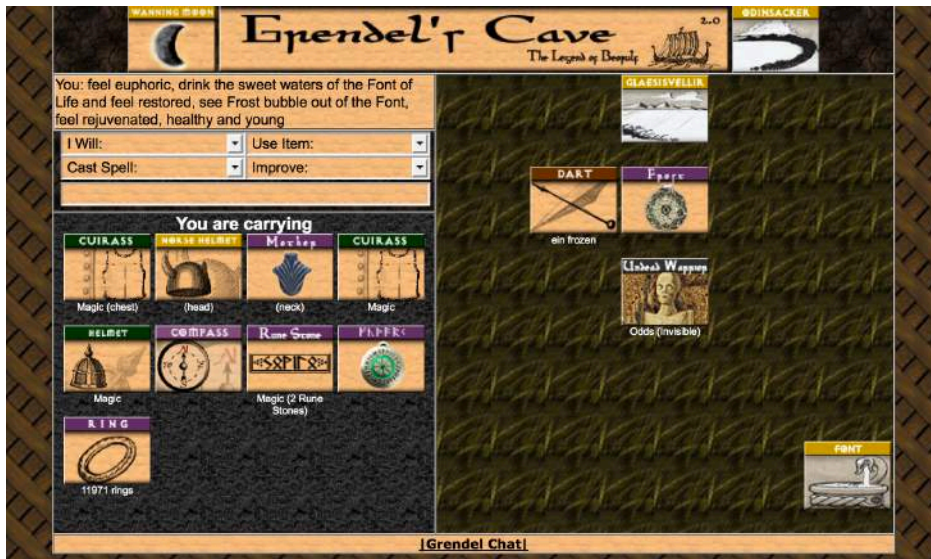 WANNING MOON
Grendel's Cave
2.0
The Legend of Beowulf
ODINSACKER
You: feel euphoric, drink the sweet waters of the Font of
Life and feel restored, see Frost bubble out of the Font,
feel rejuvenated, healthy and young
I Will:
Use Item:
Cast Spell:
Improve:
You are carrying
CUIRASS
Magic (chest)
NORSE HELMET
(head)
(neck)
CUIRASS
Magic
HELMET
Magic
COMPASS
Rune Stone
Magic (2 Rune
Stones)
RING
11971 rings
GLAESISVELLIR
DART
ein frozen
Undead Warrior
Odds (Invisible)
FONT
|Grendel Chat|